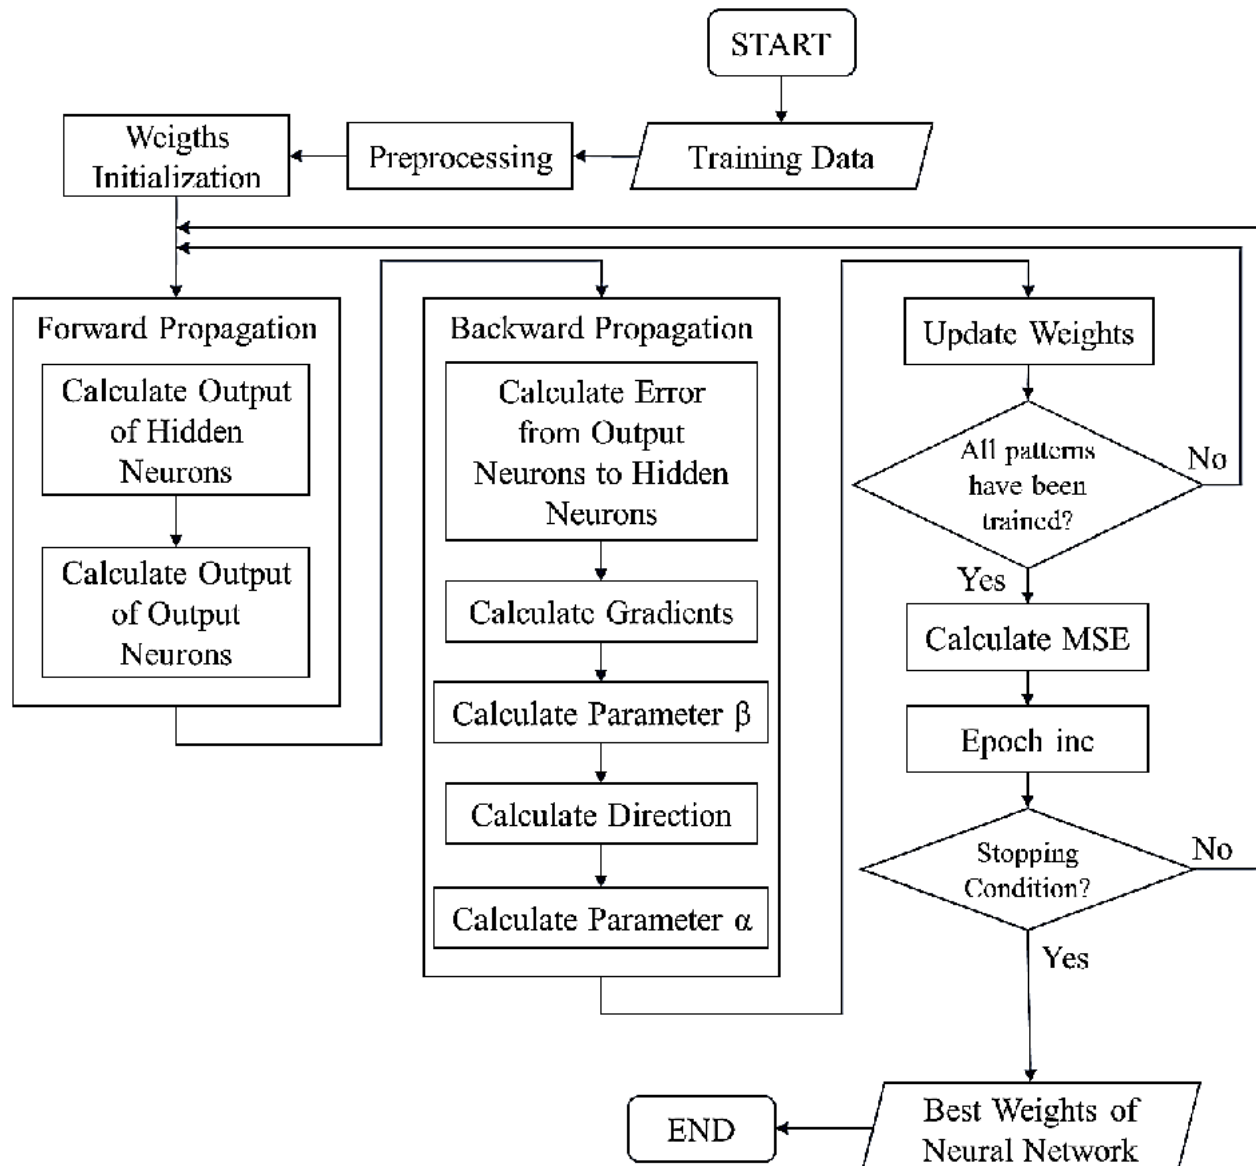 START
Training Data
Preprocessing
Weigths
Initialization
Forward Propagation
Calculate Output
of Hidden
Neurons
Calculate Output
of Output
Neurons
Backward Propagation
Calculate Error
from Output
Neurons to Hidden
Neurons
Calculate Gradients
Calculate Parameter β
Calculate Direction
Calculate Parameter α
Update Weights
All patterns
have been
trained?
No
Yes
Calculate MSE
Epoch inc
Stopping
Condition?
No
Yes
Best Weights of
Neural Network
END